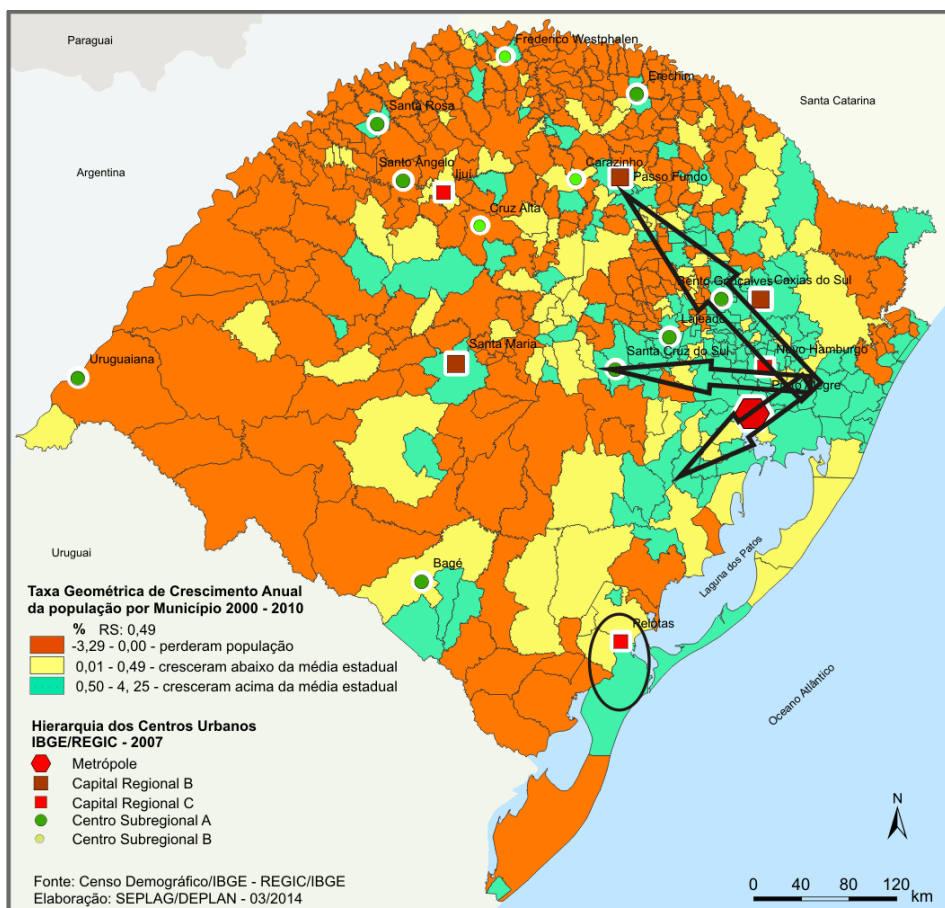 Paraguai
Frederico Westphalen
Erechim
Santa Catarina
Santa Rosa
Argentina
Santo Ângelo
Ijuí
Carazinho
Passo Fundo
Cruz Alta
Bento Gonçalves
Caxias do Sul
Lajeado
Santa Maria
Santa Cruz do Sul
Novo Hamburgo
Uruguaiana
Porto Alegre
Uruguai
Bagé
Laguna dos Patos
Pelotas
Oceano Atlântico
Taxa Geométrica de Crescimento Anual
da população por Município 2000 - 2010
% RS: 0,49
-3,29 - 0,00 - perderam população
0,01 - 0,49 - cresceram abaixo da média estadual
0,50 - 4, 25 - cresceram acima da média estadual
Hierarquia dos Centros Urbanos
IBGE/REGIC - 2007
Metrópole
Capital Regional B
Capital Regional C
Centro Subregional A
Centro Subregional B
N
Fonte: Censo Demográfico/IBGE - REGIC/IBGE
Elaboração: SEPLAG/DEPLAN - 03/2014
0 40 80 120
km